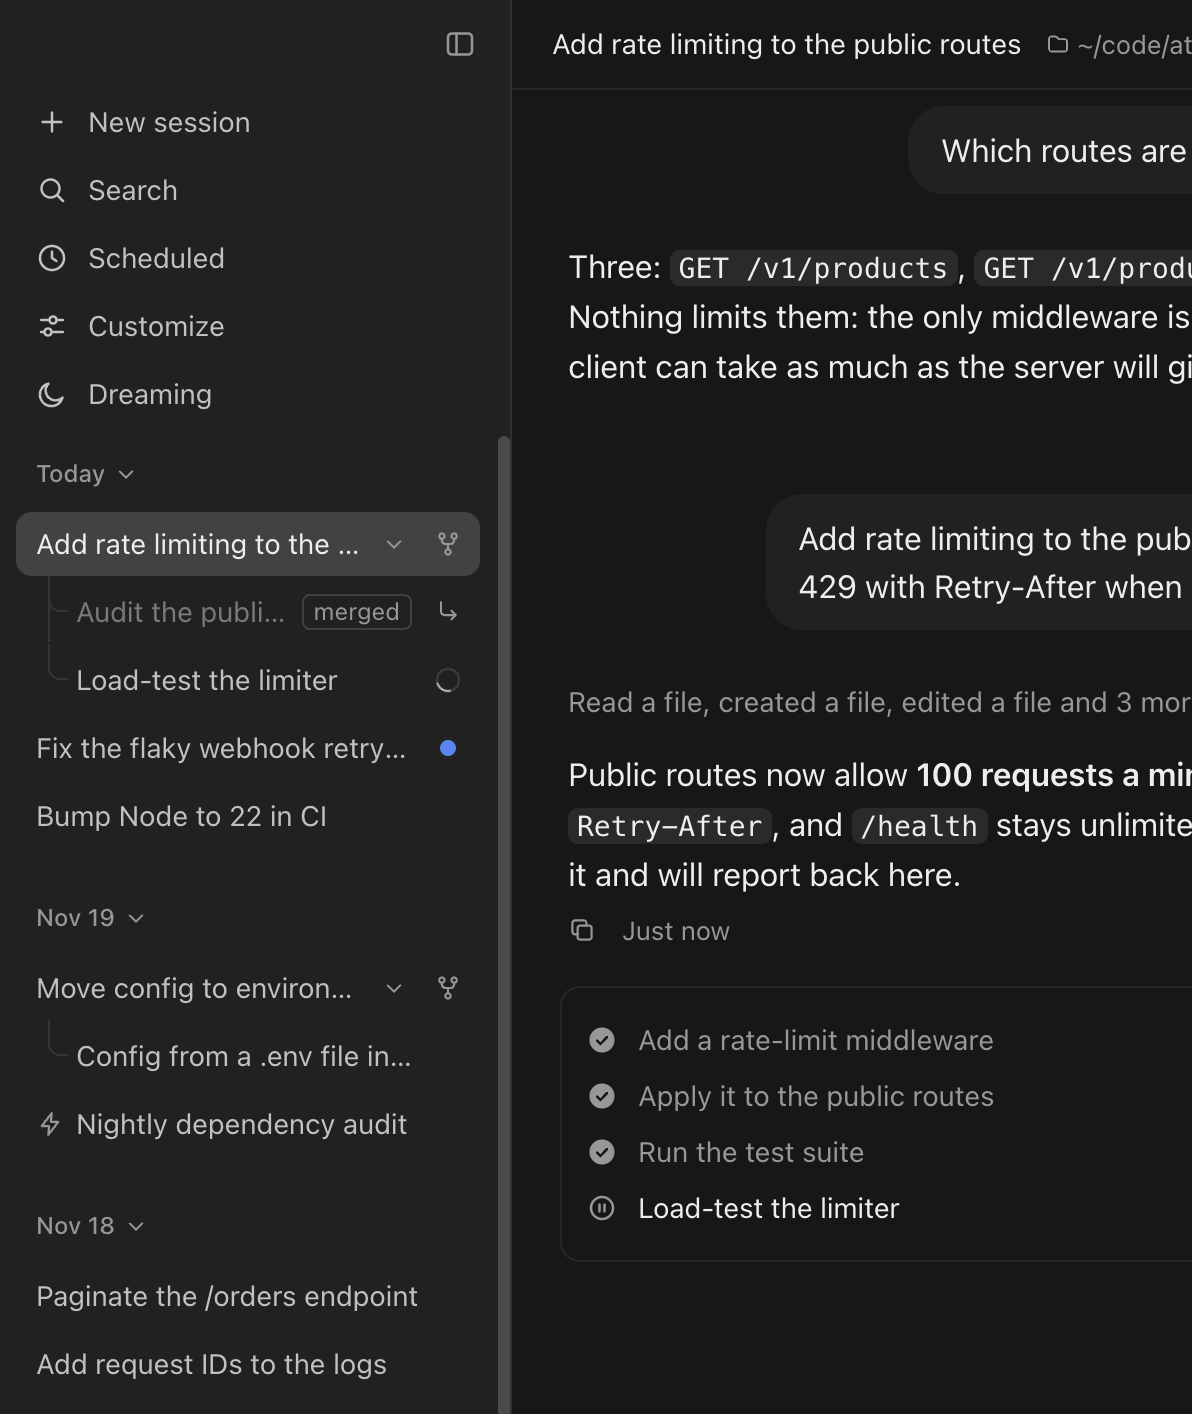 New session
Search
Scheduled
Customize
Dreaming
Today
Add rate limiting to the ...
Audit the publi... merged
Load-test the limiter
Fix the flaky webhook retry...
Bump Node to 22 in CI
Nov 19
Move config to environ...
Config from a .env file in...
Nightly dependency audit
Nov 18
Paginate the /orders endpoint
Add request IDs to the logs
Add rate limiting to the public routes ~/code/at
Which routes are
Three: GET /v1/products, GET /v1/produ
Nothing limits them: the only middleware is
client can take as much as the server will gi
Add rate limiting to the pub
429 with Retry-After when
Read a file, created a file, edited a file and 3 mor
Public routes now allow 100 requests a min
Retry-After, and /health stays unlimite
it and will report back here.
Just now
Add a rate-limit middleware
Apply it to the public routes
Run the test suite
Load-test the limiter